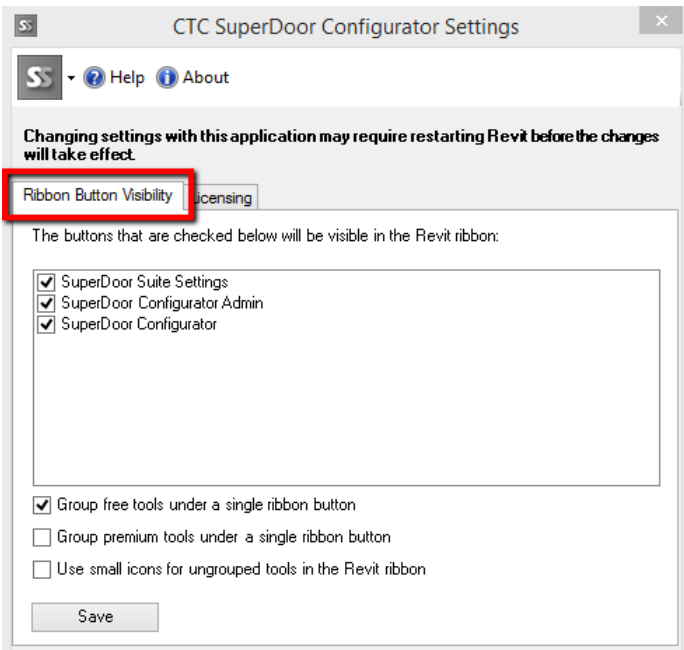 SS
CTC SuperDoor Configurator Settings
SS Help About
Changing settings with this application may require restarting Revit before the changes
will take effect.
Ribbon Button Visibility Licensing
The buttons that are checked below will be visible in the Revit ribbon:
SuperDoor Suite Settings
SuperDoor Configurator Admin
SuperDoor Configurator
Group free tools under a single ribbon button
Group premium tools under a single ribbon button
Use small icons for ungrouped tools in the Revit ribbon
Save